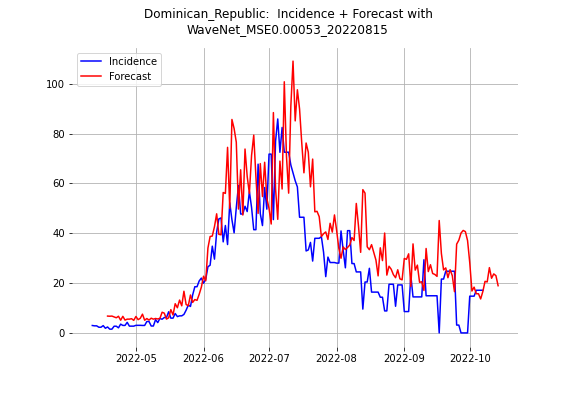 Dominican_Republic:  Incidence + Forecast with
WaveNet_MSE0.00053_20220815
Incidence
Forecast
100
80
60
40
20
0
2022-05 2022-06 2022-07 2022-08 2022-09 2022-10